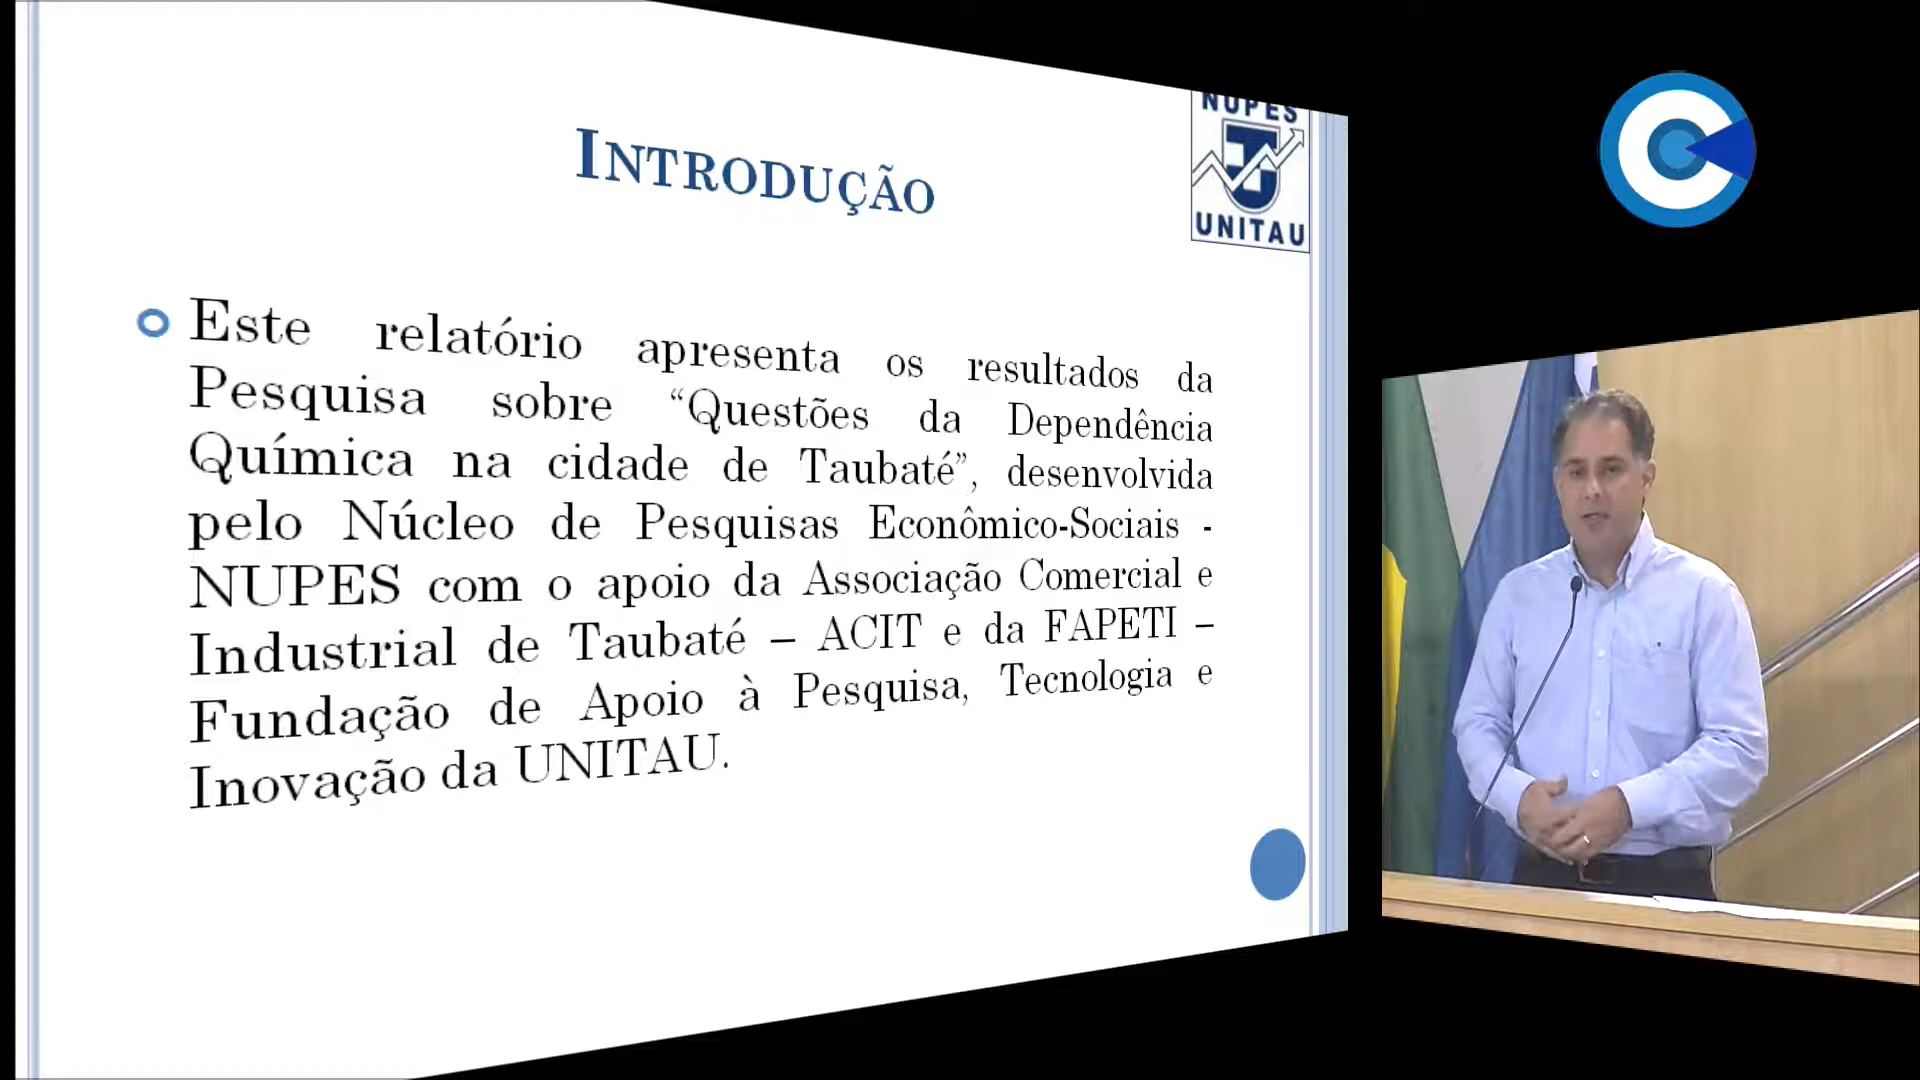 NUPES
UNITAU
INTRODUÇÃO
Este relatório apresenta os resultados da
Pesquisa sobre “Questões da Dependência
Química na cidade de Taubaté”, desenvolvida
pelo Núcleo de Pesquisas Econômico-Sociais -
NUPES com o apoio da Associação Comercial e
Industrial de Taubaté – ACIT e da FAPETI –
Fundação de Apoio à Pesquisa, Tecnologia e
Inovação da UNITAU.